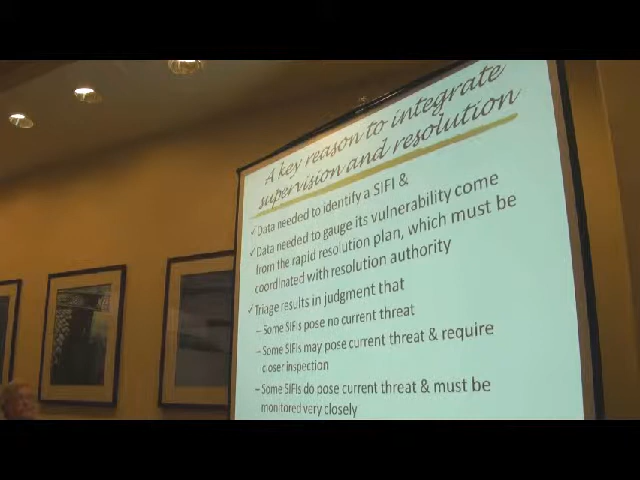 A key reason to integrate
supervision and resolution
✓Data needed to identify a SIFI &
✓Data needed to gauge its vulnerability come
from the rapid resolution plan, which must be
coordinated with resolution authority
✓Triage results in judgment that
– Some SIFIs pose no current threat
– Some SIFIs may pose current threat & require
closer inspection
– Some SIFIs do pose current threat & must be
monitored very closely